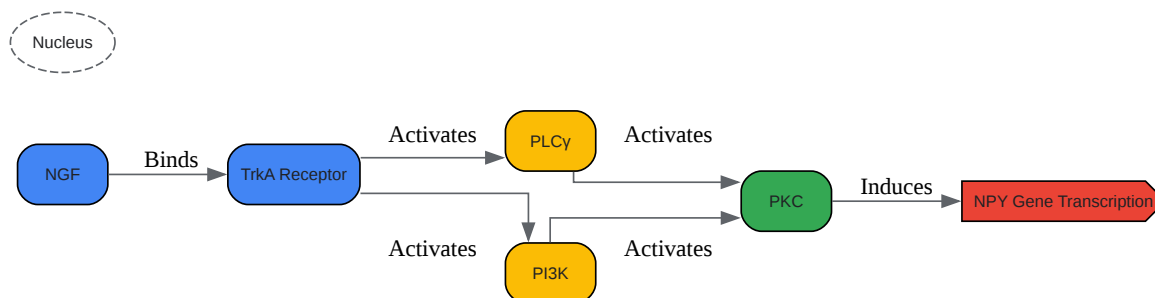 Nucleus
Activates
PLCγ
Activates
Binds
NGF
TrkA Receptor
Induces
PKC
NPY Gene Transcription
Activates
Activates
PI3K